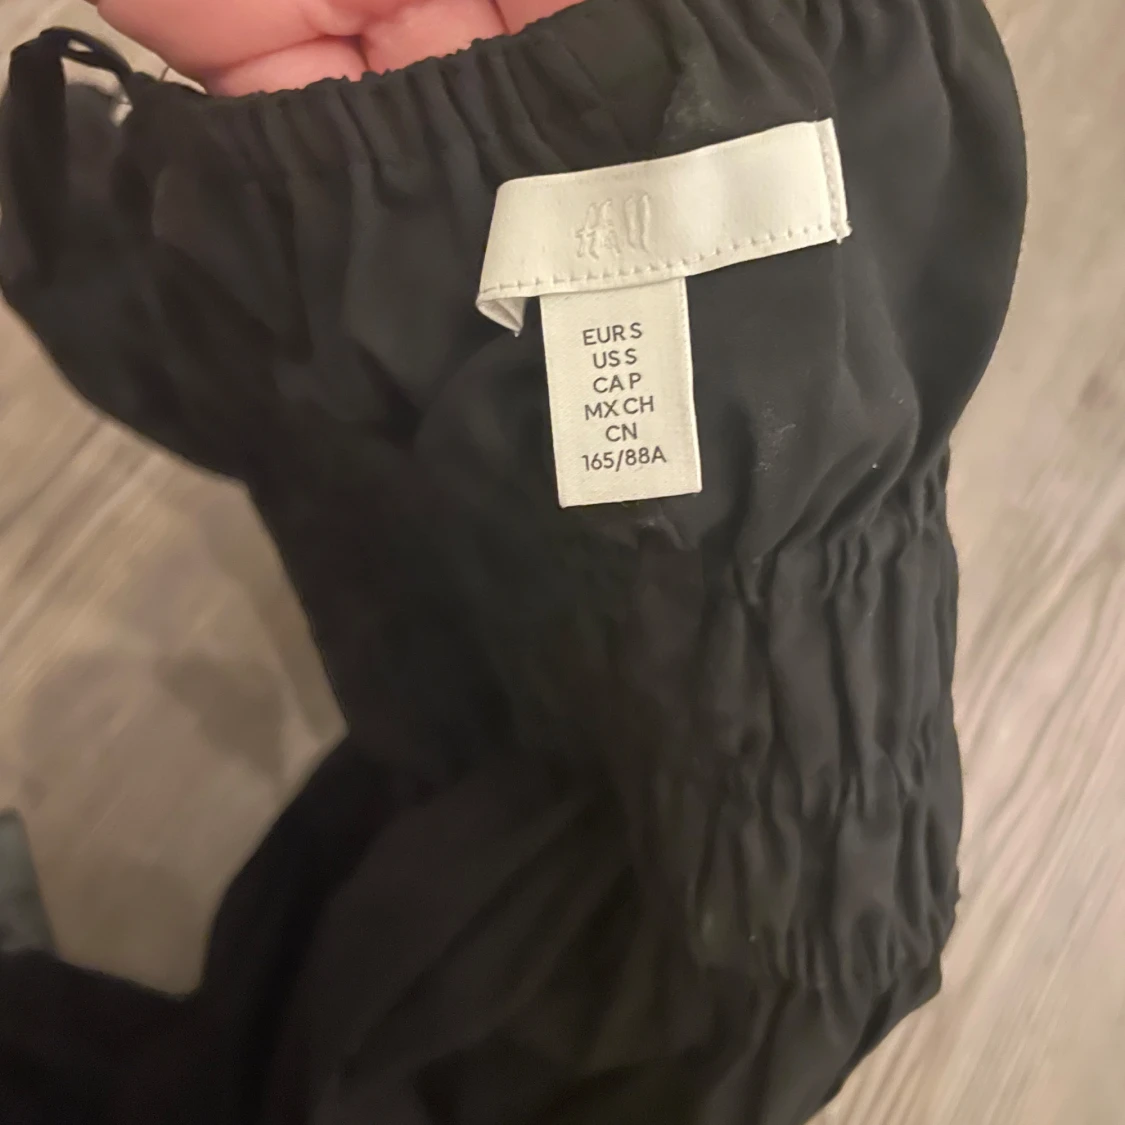 H&M
EUR S
US S
CA P
MX CH
CN
165/88A